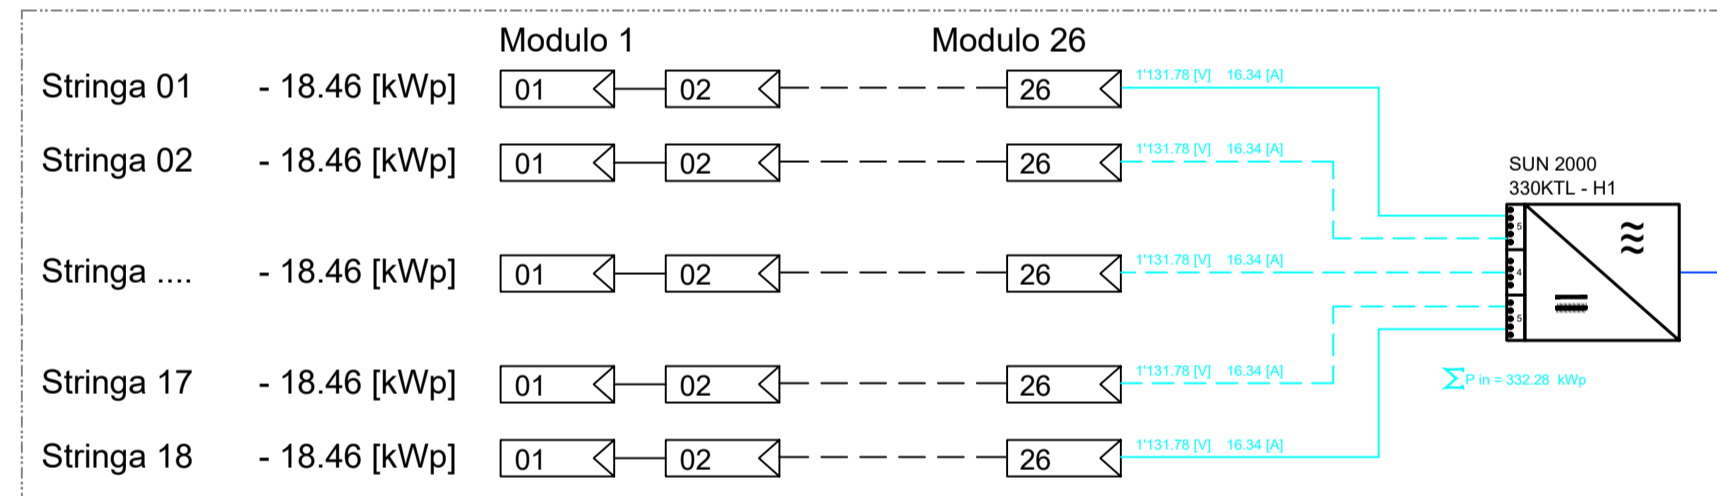 Modulo 1 Modulo 26
Stringa 01 - 18.46 [kWp] 01 02 26 1'131.78 [V] 16.34 [A]
Stringa 02 - 18.46 [kWp] 01 02 26 1'131.78 [V] 16.34 [A]
SUN 2000
330KTL - H1
5
Stringa .... - 18.46 [kWp] 01 02 26 1'131.78 [V] 16.34 [A]
4
5
Stringa 17 - 18.46 [kWp] 01 02 26 1'131.78 [V] 16.34 [A]
∑ P in = 332.28 kWp
Stringa 18 - 18.46 [kWp] 01 02 26 1'131.78 [V] 16.34 [A]